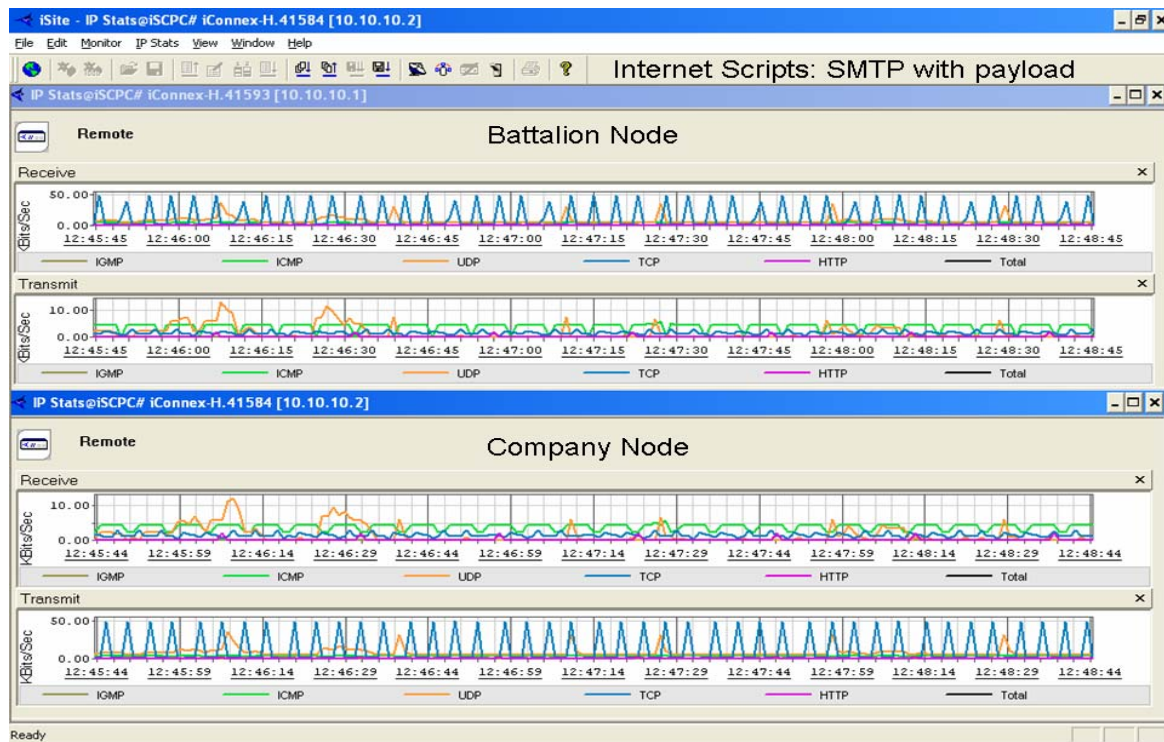 iSite - IP Stats@iSCPC# iConnex-H.41584 [10.10.10.2]
File Edit Monitor IP Stats View Window Help
Internet Scripts: SMTP with payload
IP Stats@iSCPC# iConnex-H.41593 [10.10.10.1]
Remote
Battalion Node
Receive
KBits/Sec
50.00
0.00
12:45:45 12:46:00 12:46:15 12:46:30 12:46:45 12:47:00 12:47:15 12:47:30 12:47:45 12:48:00 12:48:15 12:48:30 12:48:45
IGMP ICMP UDP TCP HTTP Total
Transmit
KBits/Sec
10.00
0.00
12:45:45 12:46:00 12:46:15 12:46:30 12:46:45 12:47:00 12:47:15 12:47:30 12:47:45 12:48:00 12:48:15 12:48:30 12:48:45
IGMP ICMP UDP TCP HTTP Total
IP Stats@iSCPC# iConnex-H.41584 [10.10.10.2]
Remote
Company Node
Receive
KBits/Sec
10.00
0.00
12:45:44 12:45:59 12:46:14 12:46:29 12:46:44 12:46:59 12:47:14 12:47:29 12:47:44 12:47:59 12:48:14 12:48:29 12:48:44
IGMP ICMP UDP TCP HTTP Total
Transmit
KBits/Sec
50.00
0.00
12:45:44 12:45:59 12:46:14 12:46:29 12:46:44 12:46:59 12:47:14 12:47:29 12:47:44 12:47:59 12:48:14 12:48:29 12:48:44
IGMP ICMP UDP TCP HTTP Total
Ready